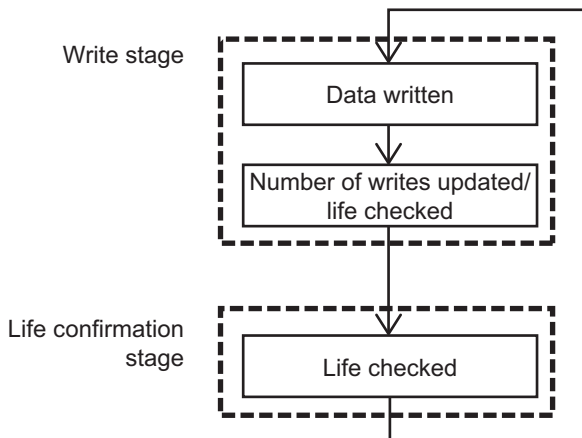 Write stage
Data written
Number of writes updated/
life checked
Life confirmation
stage
Life checked